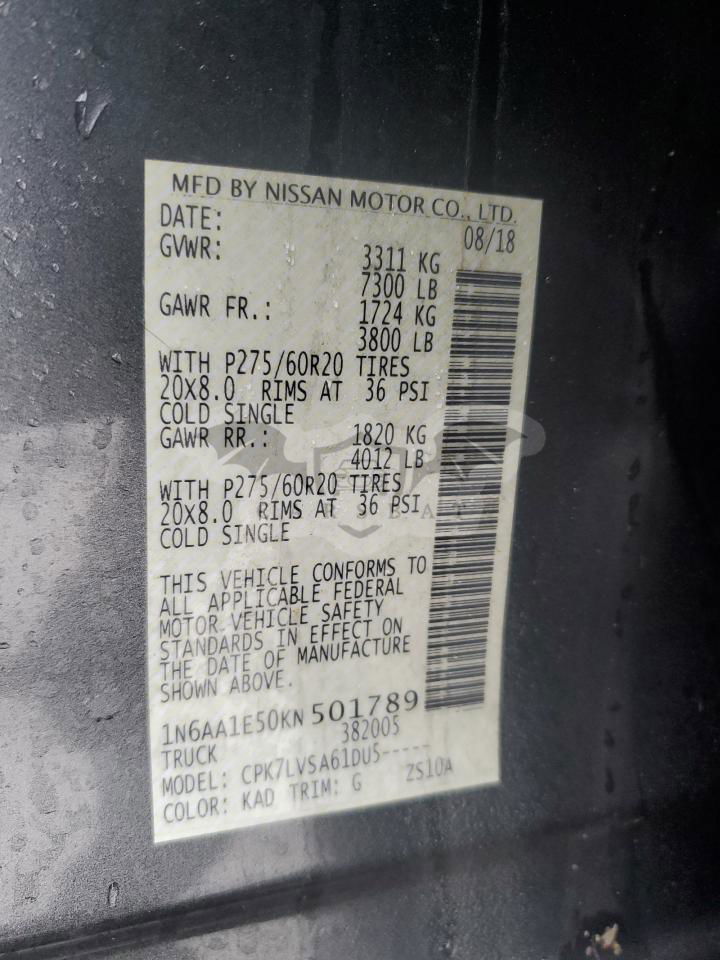 MFD BY NISSAN MOTOR CO., LTD.
DATE: 08/18
GVWR: 3311 KG
7300 LB
GAWR FR.: 1724 KG
3800 LB
WITH P275/60R20 TIRES
20X8.0 RIMS AT 36 PSI
COLD SINGLE
GAWR RR.: 1820 KG
4012 LB
WITH P275/60R20 TIRES
20X8.0 RIMS AT 36 PSI
COLD SINGLE
THIS VEHICLE CONFORMS TO
ALL APPLICABLE FEDERAL
MOTOR VEHICLE SAFETY
STANDARDS IN EFFECT ON
THE DATE OF MANUFACTURE
SHOWN ABOVE.
1N6AA1E50KN501789
TRUCK 382005
MODEL: CPK7LVSA61DU5-----
COLOR: KAD TRIM: G ZS10A